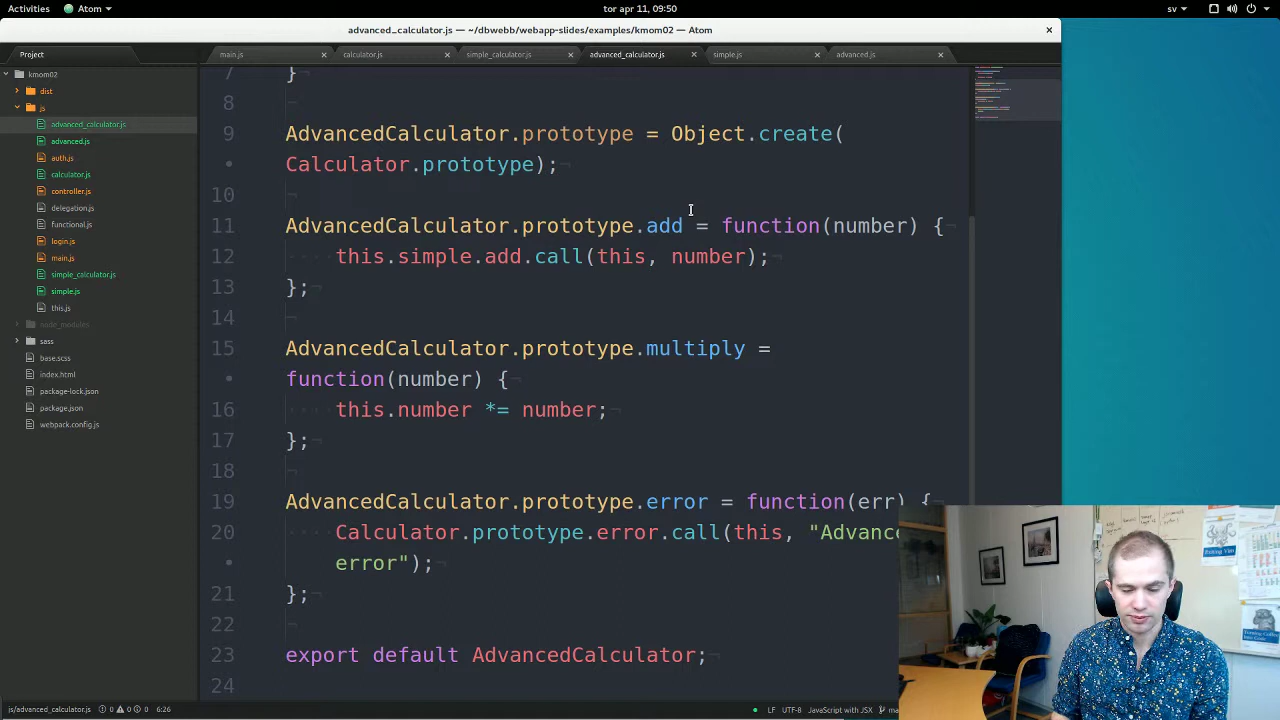 Activities Atom tor apr 11, 09:50 sv
advanced_calculator.js — ~/dbwebb/webapp-slides/examples/kmom02 — Atom
Project main.js calculator.js simple_calculator.js advanced_calculator.js simple.js advanced.js
kmom02
dist
js
advanced_calculator.js
advanced.js
auth.js
calculator.js
controller.js
delegation.js
functional.js
login.js
main.js
simple_calculator.js
simple.js
this.js
node_modules
sass
base.scss
index.html
package-lock.json
package.json
webpack.config.js
7 }
8
9 AdvancedCalculator.prototype = Object.create(
Calculator.prototype);
10
11 AdvancedCalculator.prototype.add = function(number) {
12 this.simple.add.call(this, number);
13 };
14
15 AdvancedCalculator.prototype.multiply =
function(number) {
16 this.number *= number;
17 };
18
19 AdvancedCalculator.prototype.error = function(err) {
20 Calculator.prototype.error.call(this, "Advance
error");
21 };
22
23 export default AdvancedCalculator;
24
js/advanced_calculator.js 0 0 0 6:26 LF UTF-8 JavaScript with JSX